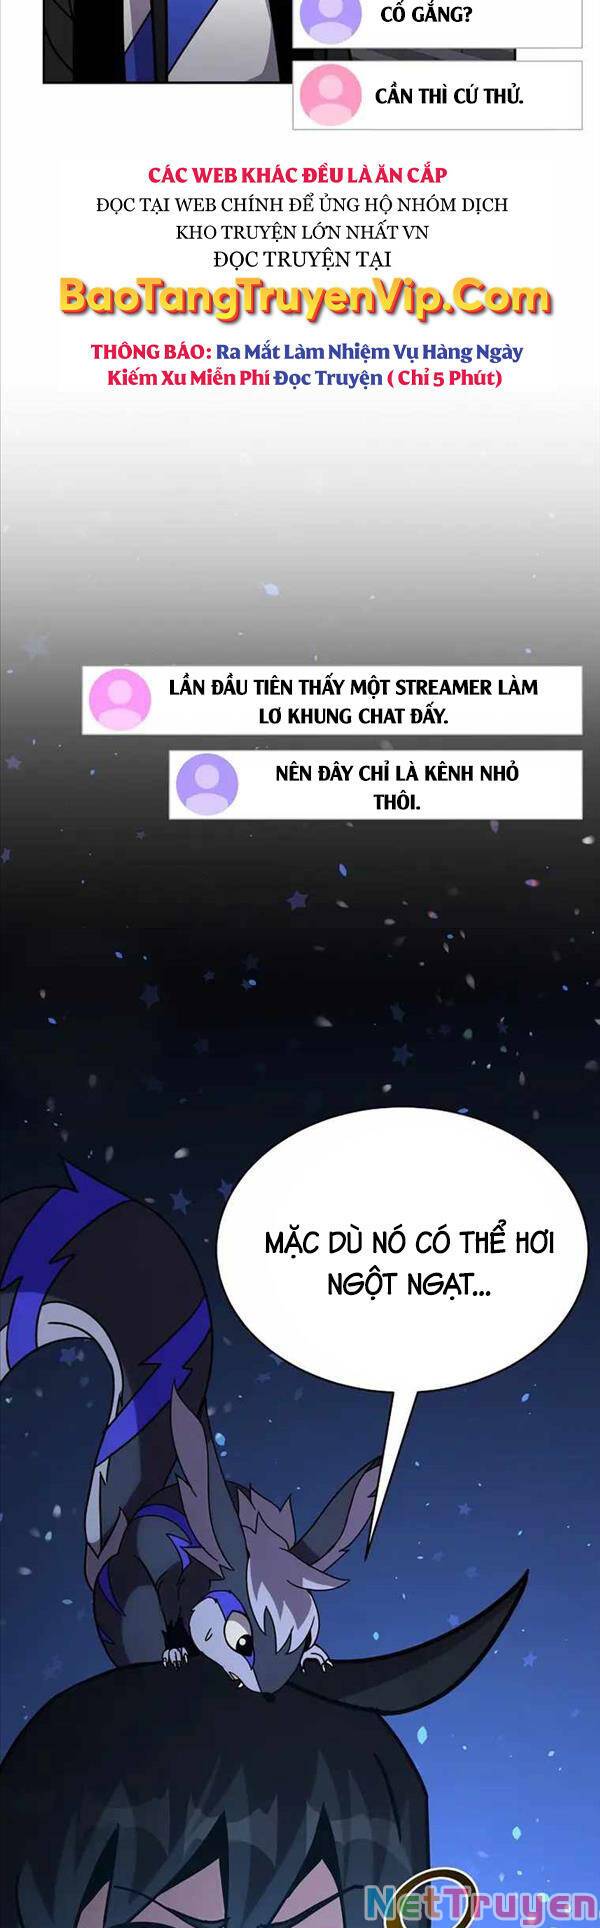 CỐ GẮNG?
CẦN THÌ CỨ THỬ.
CÁC WEB KHÁC ĐỀU LÀ ĂN CẮP
ĐỌC TẠI WEB CHÍNH ĐỂ ỦNG HỘ NHÓM DỊCH
KHO TRUYỆN LỚN NHẤT VN
ĐỌC TRUYỆN TẠI
BaoTangTruyenVip.Com
THÔNG BÁO: Ra Mắt Làm Nhiệm Vụ Hàng Ngày
Kiếm Xu Miễn Phí Đọc Truyện ( Chỉ 5 Phút)
LẦN ĐẦU TIÊN THẤY MỘT STREAMER LÀM
LƠ KHUNG CHAT ĐẤY.
NÊN ĐÂY CHỈ LÀ KÊNH NHỎ
THÔI.
MẶC DÙ NÓ CÓ THỂ HƠI
NGỘT NGẠT...
NetTruyen